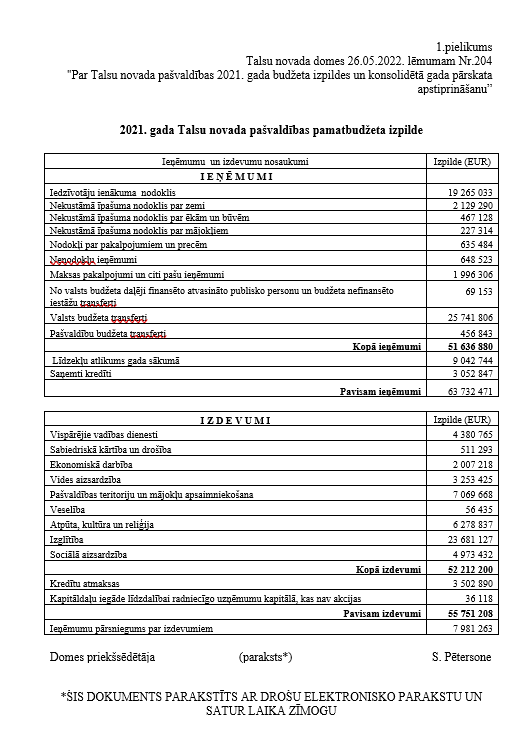 1.pielikums
Talsu novada domes 26.05.2022. lēmumam Nr.204
"Par Talsu novada pašvaldības 2021. gada budžeta izpildes un konsolidētā gada pārskata
apstiprināšanu"
2021. gada Talsu novada pašvaldības pamatbudžeta izpilde
Ieņēmumu un izdevumu nosaukumi Izpilde (EUR)
IEŅĒMUMI
Iedzīvotāju ienākuma nodoklis 19 265 033
Nekustāmā īpašuma nodoklis par zemi 2 129 290
Nekustāmā īpašuma nodoklis par ēkām un būvēm 467 128
Nekustāmā īpašuma nodoklis par mājokļiem 227 314
Nodokļi par pakalpojumiem un precēm 635 484
Nenodokļu ieņēmumi 648 523
Maksas pakalpojumi un citi pašu ieņēmumi 1 996 306
No valsts budžeta daļēji finansēto atvasināto publisko personu un budžeta nefinansēto
iestāžu transferti 69 153
Valsts budžeta transferti 25 741 806
Pašvaldību budžeta transferti 456 843
Kopā ieņēmumi 51 636 880
Līdzekļu atlikums gada sākumā 9 042 744
Saņemti kredīti 3 052 847
Pavisam ieņēmumi 63 732 471
IZDEVUMI Izpilde (EUR)
Vispārējie vadības dienesti 4 380 765
Sabiedriskā kārtība un drošība 511 293
Ekonomiskā darbība 2 007 218
Vides aizsardzība 3 253 425
Pašvaldības teritoriju un mājokļu apsaimniekošana 7 069 668
Veselība 56 435
Atpūta, kultūra un reliģija 6 278 837
Izglītība 23 681 127
Sociālā aizsardzība 4 973 432
Kopā izdevumi 52 212 200
Kredītu atmaksas 3 502 890
Kapitāldaļu iegāde līdzdalībai radniecīgo uzņēmumu kapitālā, kas nav akcijas 36 118
Pavisam izdevumi 55 751 208
Ieņēmumu pārsniegums par izdevumiem 7 981 263
Domes priekšsēdētāja (paraksts*) S. Pētersone
*ŠIS DOKUMENTS PARAKSTĪTS AR DROŠU ELEKTRONISKO PARAKSTU UN
SATUR LAIKA ZĪMOGU